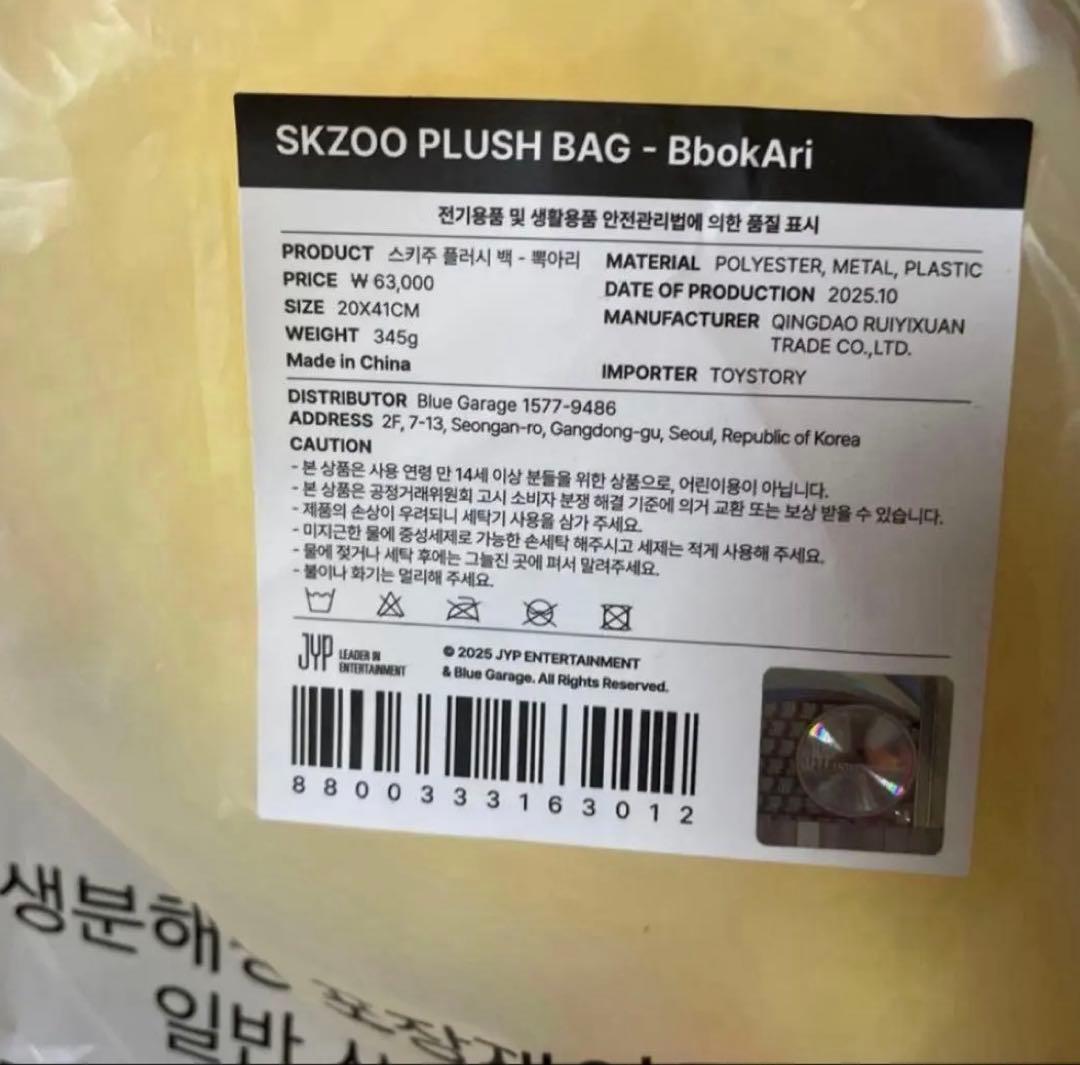 SKZOO PLUSH BAG - BbokAri
전기용품 및 생활용품 안전관리법에 의한 품질 표시
PRODUCT 스키주 플러시 백 - 뽁아리
PRICE ₩ 63,000
SIZE 20X41CM
WEIGHT 345g
Made in China
MATERIAL POLYESTER, METAL, PLASTIC
DATE OF PRODUCTION 2025.10
MANUFACTURER QINGDAO RUIYIXUAN
TRADE CO.,LTD.
IMPORTER TOYSTORY
DISTRIBUTOR Blue Garage 1577-9486
ADDRESS 2F, 7-13, Seongan-ro, Gangdong-gu, Seoul, Republic of Korea
CAUTION
- 본 상품은 사용 연령 만 14세 이상 분들을 위한 상품으로, 어린이용이 아닙니다.
- 본 상품은 공정거래위원회 고시 소비자 분쟁 해결 기준에 의거 교환 또는 보상 받을 수 있습니다.
- 제품의 손상이 우려되니 세탁기 사용을 삼가 주세요.
- 미지근한 물에 중성세제로 가능한 손세탁 해주시고 세제는 적게 사용해 주세요.
- 물에 젖거나 세탁 후에는 그늘진 곳에 펴서 말려주세요.
- 불이나 화기는 멀리해 주세요.
JYP LEADER IN
ENTERTAINMENT
© 2025 JYP ENTERTAINMENT
& Blue Garage. All Rights Reserved.
8800333163012
생분해성 포장재
일반